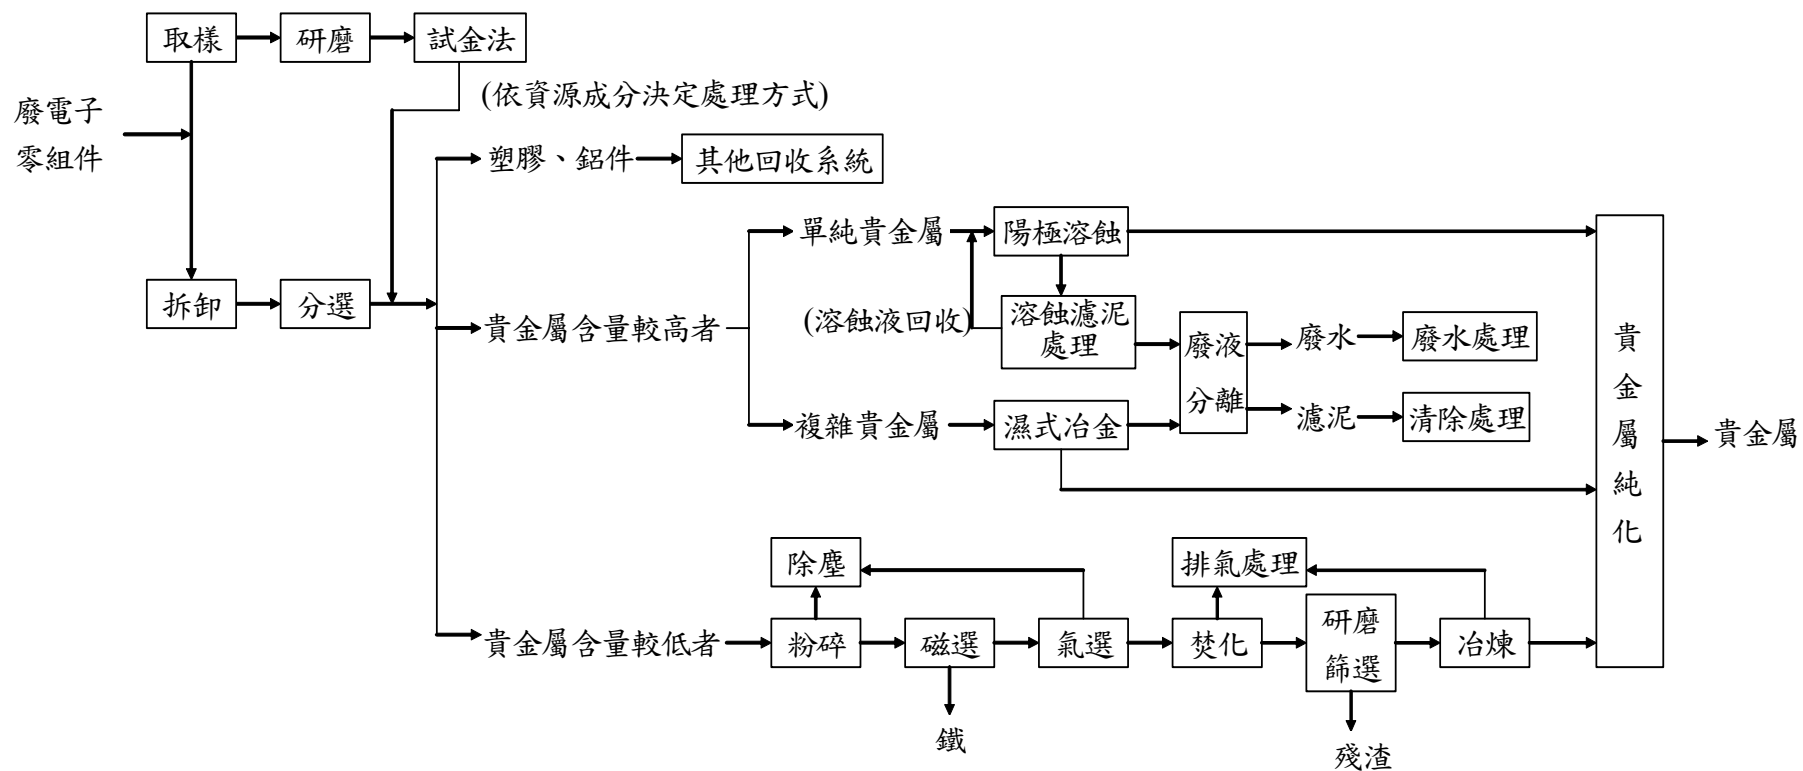 取樣
研磨
試金法
(依資源成分決定處理方式)
廢電子
零組件
塑膠、鋁件
其他回收系統
單純貴金屬
陽極溶蝕
拆卸
分選
貴金屬含量較高者
(溶蝕液回收)
溶蝕濾泥
處理
廢液
分離
廢水
廢水處理
濾泥
清除處理
複雜貴金屬
濕式冶金
貴
金
屬
純
化
貴金屬
除塵
排氣處理
貴金屬含量較低者
粉碎
磁選
氣選
焚化
研磨
篩選
冶煉
鐵
殘渣